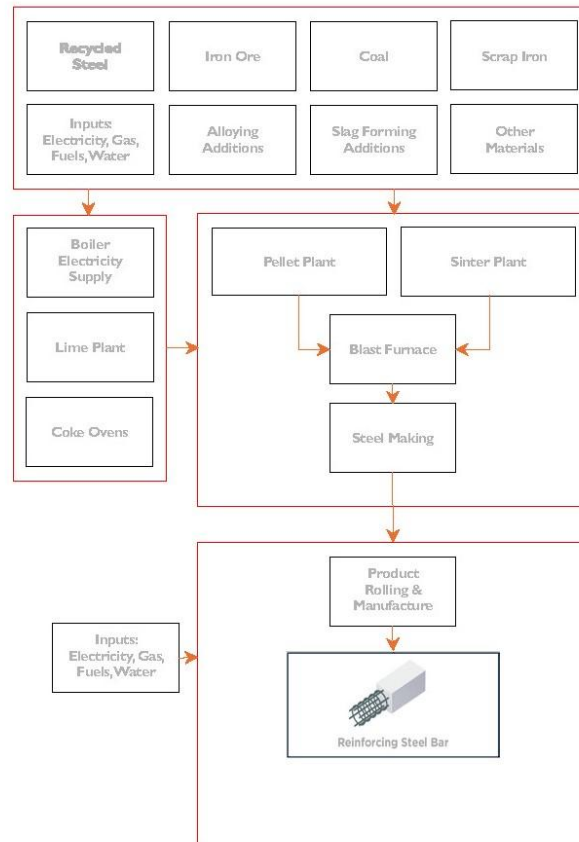 Recycled
Steel
Iron Ore
Coal
Scrap Iron
Inputs:
Electricity, Gas,
Fuels, Water
Alloying
Additions
Slag Forming
Additions
Other
Materials
Boiler
Electricity
Supply
Lime Plant
Coke Ovens
Pellet Plant
Sinter Plant
Blast Furnace
Steel Making
Product
Rolling &
Manufacture
Inputs:
Electricity, Gas,
Fuels, Water
Reinforcing Steel Bar